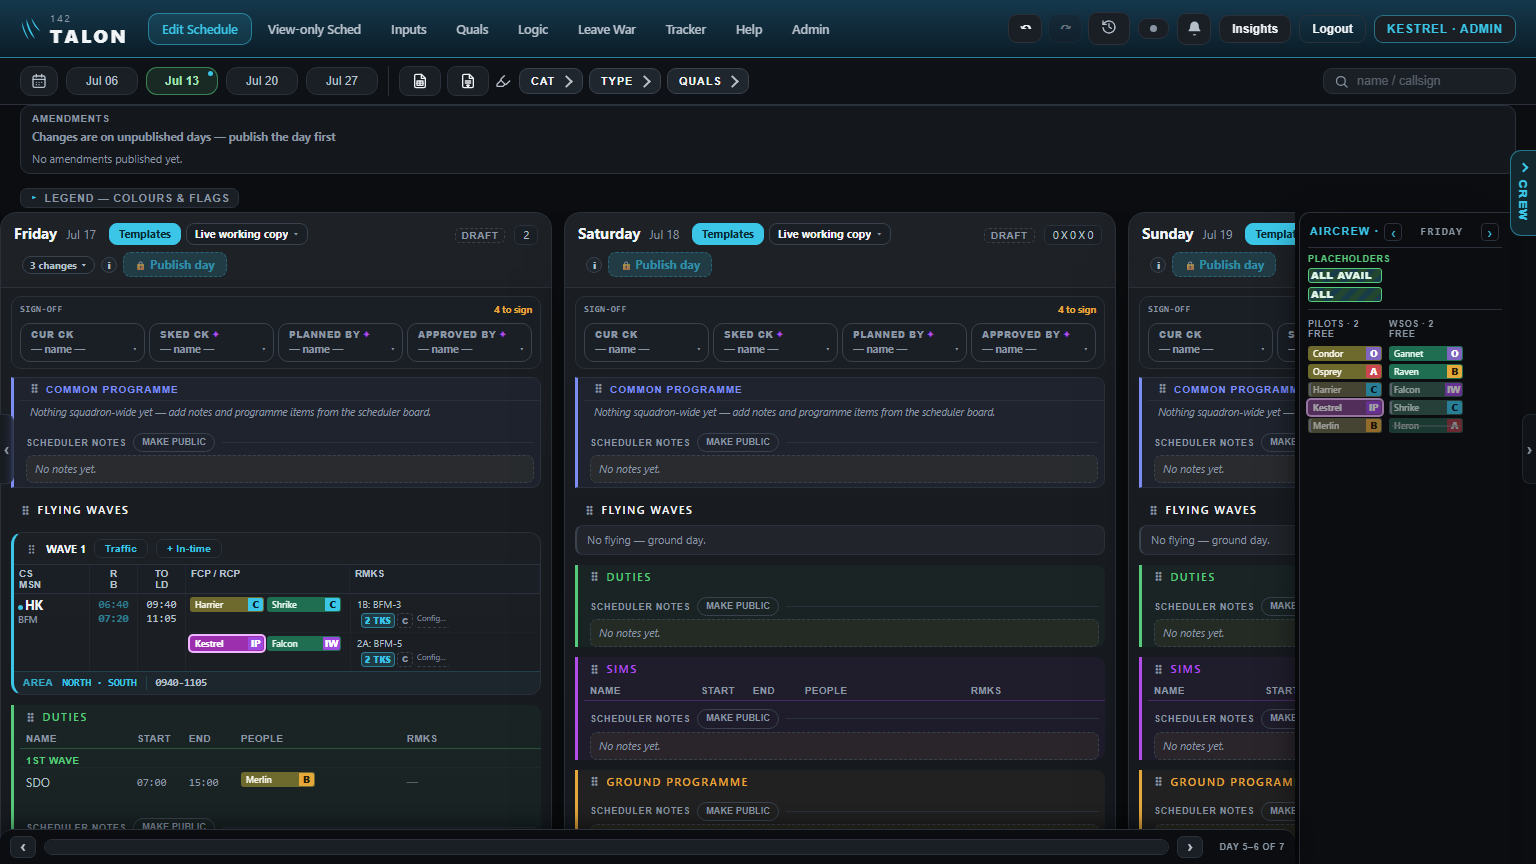 142
TALON
Edit Schedule
View-only Sched
Inputs
Quals
Logic
Leave War
Tracker
Help
Admin
Insights
Logout
KESTREL · ADMIN
Jul 06
Jul 13
Jul 20
Jul 27
CAT
TYPE
QUALS
name / callsign
AMENDMENTS
Changes are on unpublished days — publish the day first
No amendments published yet.
LEGEND — COLOURS & FLAGS
CREW
Friday Jul 17 Templates Live working copy DRAFT 2
3 changes i Publish day
SIGN-OFF 4 to sign
CUR CK SKED CK PLANNED BY APPROVED BY
— name — — name — — name — — name —
COMMON PROGRAMME
Nothing squadron-wide yet — add notes and programme items from the scheduler board.
SCHEDULER NOTES MAKE PUBLIC
No notes yet.
FLYING WAVES
WAVE 1 Traffic + In-time
CS R TO FCP / RCP RMKS
MSN B LD
HK 06:40 09:40 Harrier C Shrike C 1B: BFM-3
BFM 07:20 11:05 2 TKS C Config...
Kestrel IP Falcon IW 2A: BFM-5
2 TKS C Config...
AREA NORTH · SOUTH 0940-1105
DUTIES
NAME START END PEOPLE RMKS
1ST WAVE
SDO 07:00 15:00 Merlin B —
SCHEDULER NOTES MAKE PUBLIC
Saturday Jul 18 Templates Live working copy DRAFT 0X0X0
i Publish day
SIGN-OFF 4 to sign
CUR CK SKED CK PLANNED BY APPROVED BY
— name — — name — — name — — name —
COMMON PROGRAMME
Nothing squadron-wide yet — add notes and programme items from the scheduler board.
SCHEDULER NOTES MAKE PUBLIC
No notes yet.
FLYING WAVES
No flying — ground day.
DUTIES
SCHEDULER NOTES MAKE PUBLIC
No notes yet.
SIMS
NAME START END PEOPLE RMKS
SCHEDULER NOTES MAKE PUBLIC
No notes yet.
GROUND PROGRAMME
SCHEDULER NOTES MAKE PUBLIC
Sunday Jul 19 Templat
i Publish day
SIGN-OFF
CUR CK S
— name — —
COMMON PROGRAMM
Nothing squadron-wide yet —
SCHEDULER NOTES MAKE
No notes yet.
FLYING WAVES
No flying — ground day.
DUTIES
SCHEDULER NOTES MAKE
No notes yet.
SIMS
NAME START
SCHEDULER NOTES MAKE
No notes yet.
GROUND PROGRAM
SCHEDULER NOTES MAKE
AIRCREW · FRIDAY
PLACEHOLDERS
ALL AVAIL
ALL
PILOTS · 2 WSOS · 2
FREE FREE
Condor O Gannet O
Osprey A Raven B
Harrier C Falcon IW
Kestrel IP Shrike C
Merlin B Heron A
DAY 5–6 OF 7